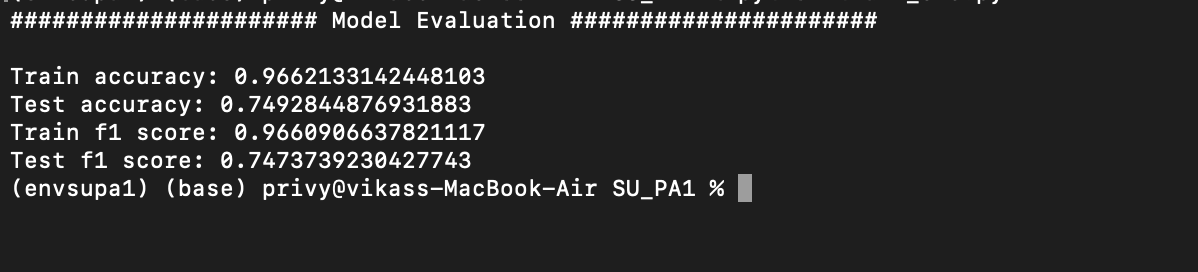 ###################### Model Evaluation ######################
Train accuracy: 0.9662133142448103
Test accuracy: 0.7492844876931883
Train f1 score: 0.9660906637821117
Test f1 score: 0.7473739230427743
(envsupa1) (base) privy@vikass-MacBook-Air SU_PA1 %